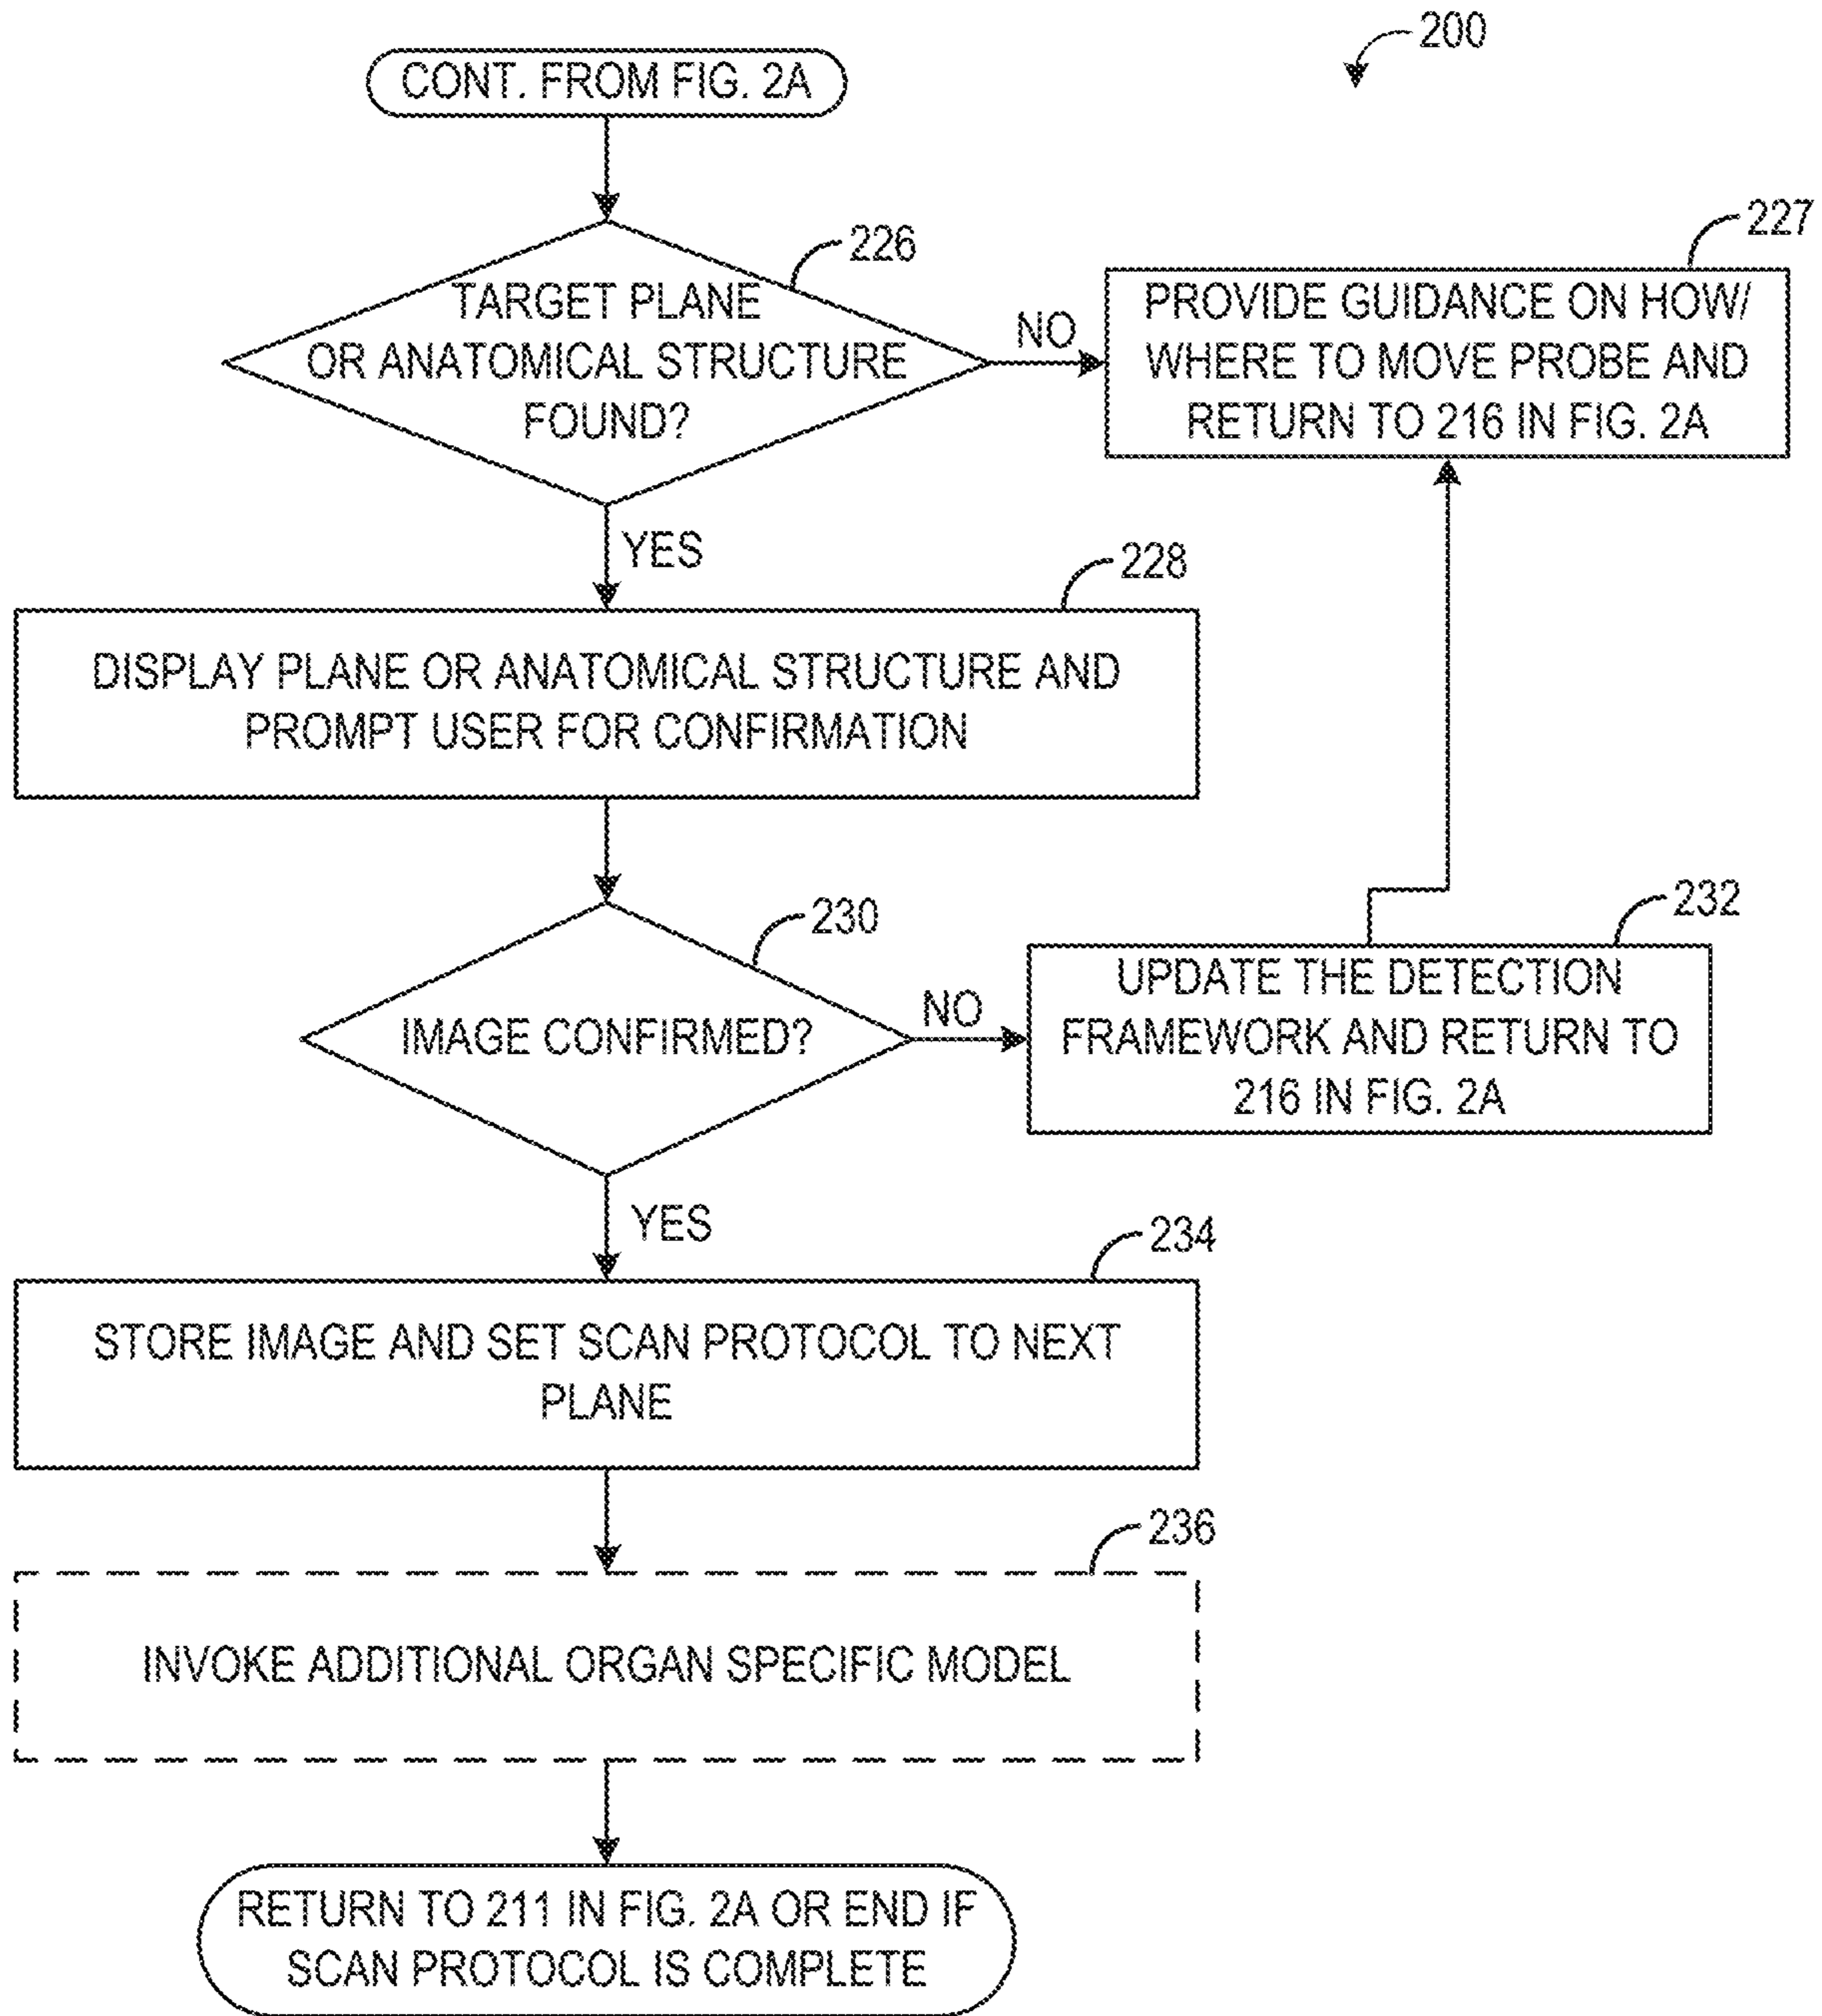 200
CONT. FROM FIG. 2A
226
TARGET PLANE
OR ANATOMICAL STRUCTURE
FOUND?
NO
227
PROVIDE GUIDANCE ON HOW/
WHERE TO MOVE PROBE AND
RETURN TO 216 IN FIG. 2A
YES
228
DISPLAY PLANE OR ANATOMICAL STRUCTURE AND
PROMPT USER FOR CONFIRMATION
230
IMAGE CONFIRMED?
NO
232
UPDATE THE DETECTION
FRAMEWORK AND RETURN TO
216 IN FIG. 2A
YES
234
STORE IMAGE AND SET SCAN PROTOCOL TO NEXT
PLANE
236
INVOKE ADDITIONAL ORGAN SPECIFIC MODEL
RETURN TO 211 IN FIG. 2A OR END IF
SCAN PROTOCOL IS COMPLETE